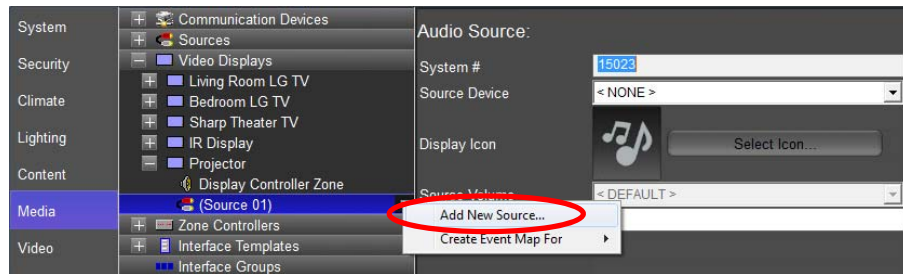 System
Security
Climate
Lighting
Content
Media
Video
Communication Devices
Sources
Video Displays
Living Room LG TV
Bedroom LG TV
Sharp Theater TV
IR Display
Projector
Display Controller Zone
(Source 01)
Zone Controllers
Interface Templates
Interface Groups
Audio Source:
System # 15023
Source Device < NONE >
Display Icon Select Icon...
Source Volume < DEFAULT >
Add New Source...
Create Event Map For